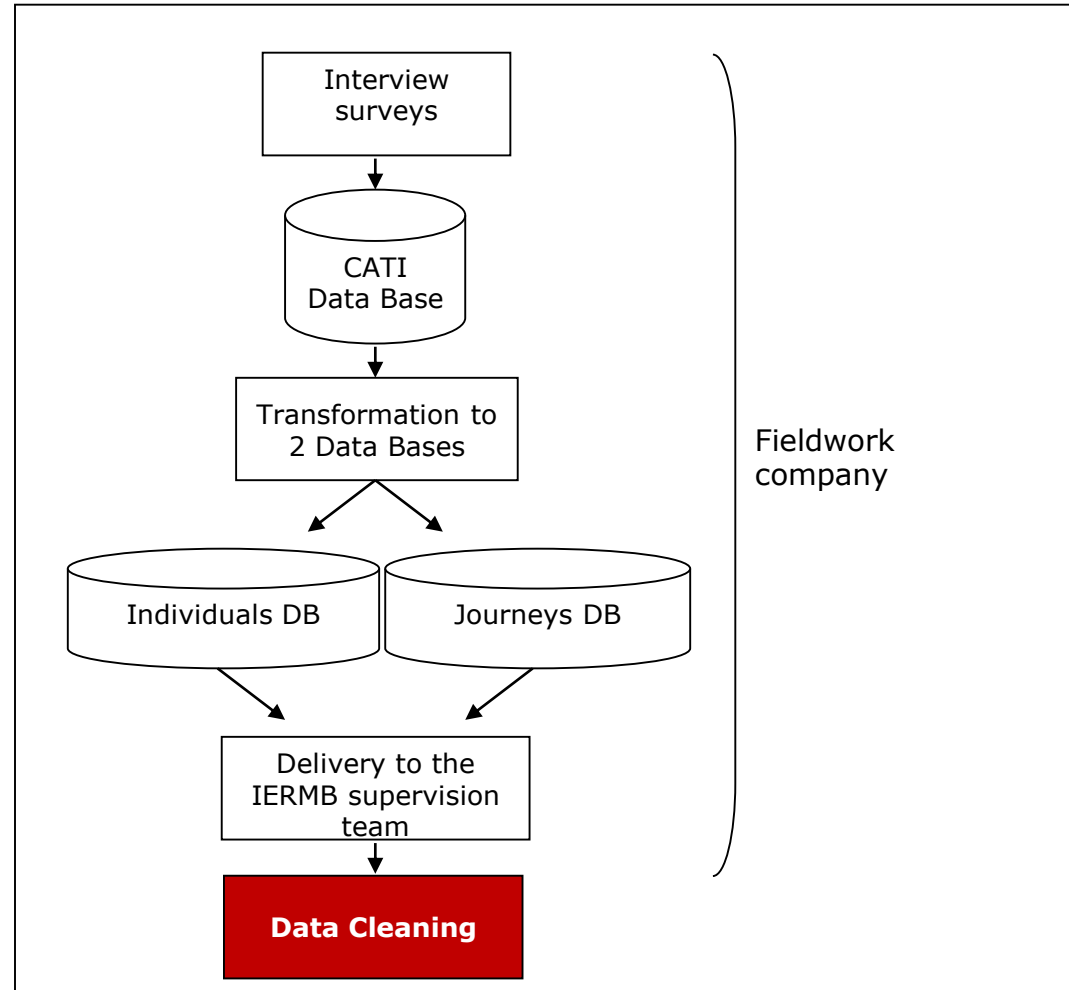 Interview
surveys
CATI
Data Base
Transformation to
2 Data Bases
Fieldwork
company
Individuals DB
Journeys DB
Delivery to the
IERMB supervision
team
Data Cleaning